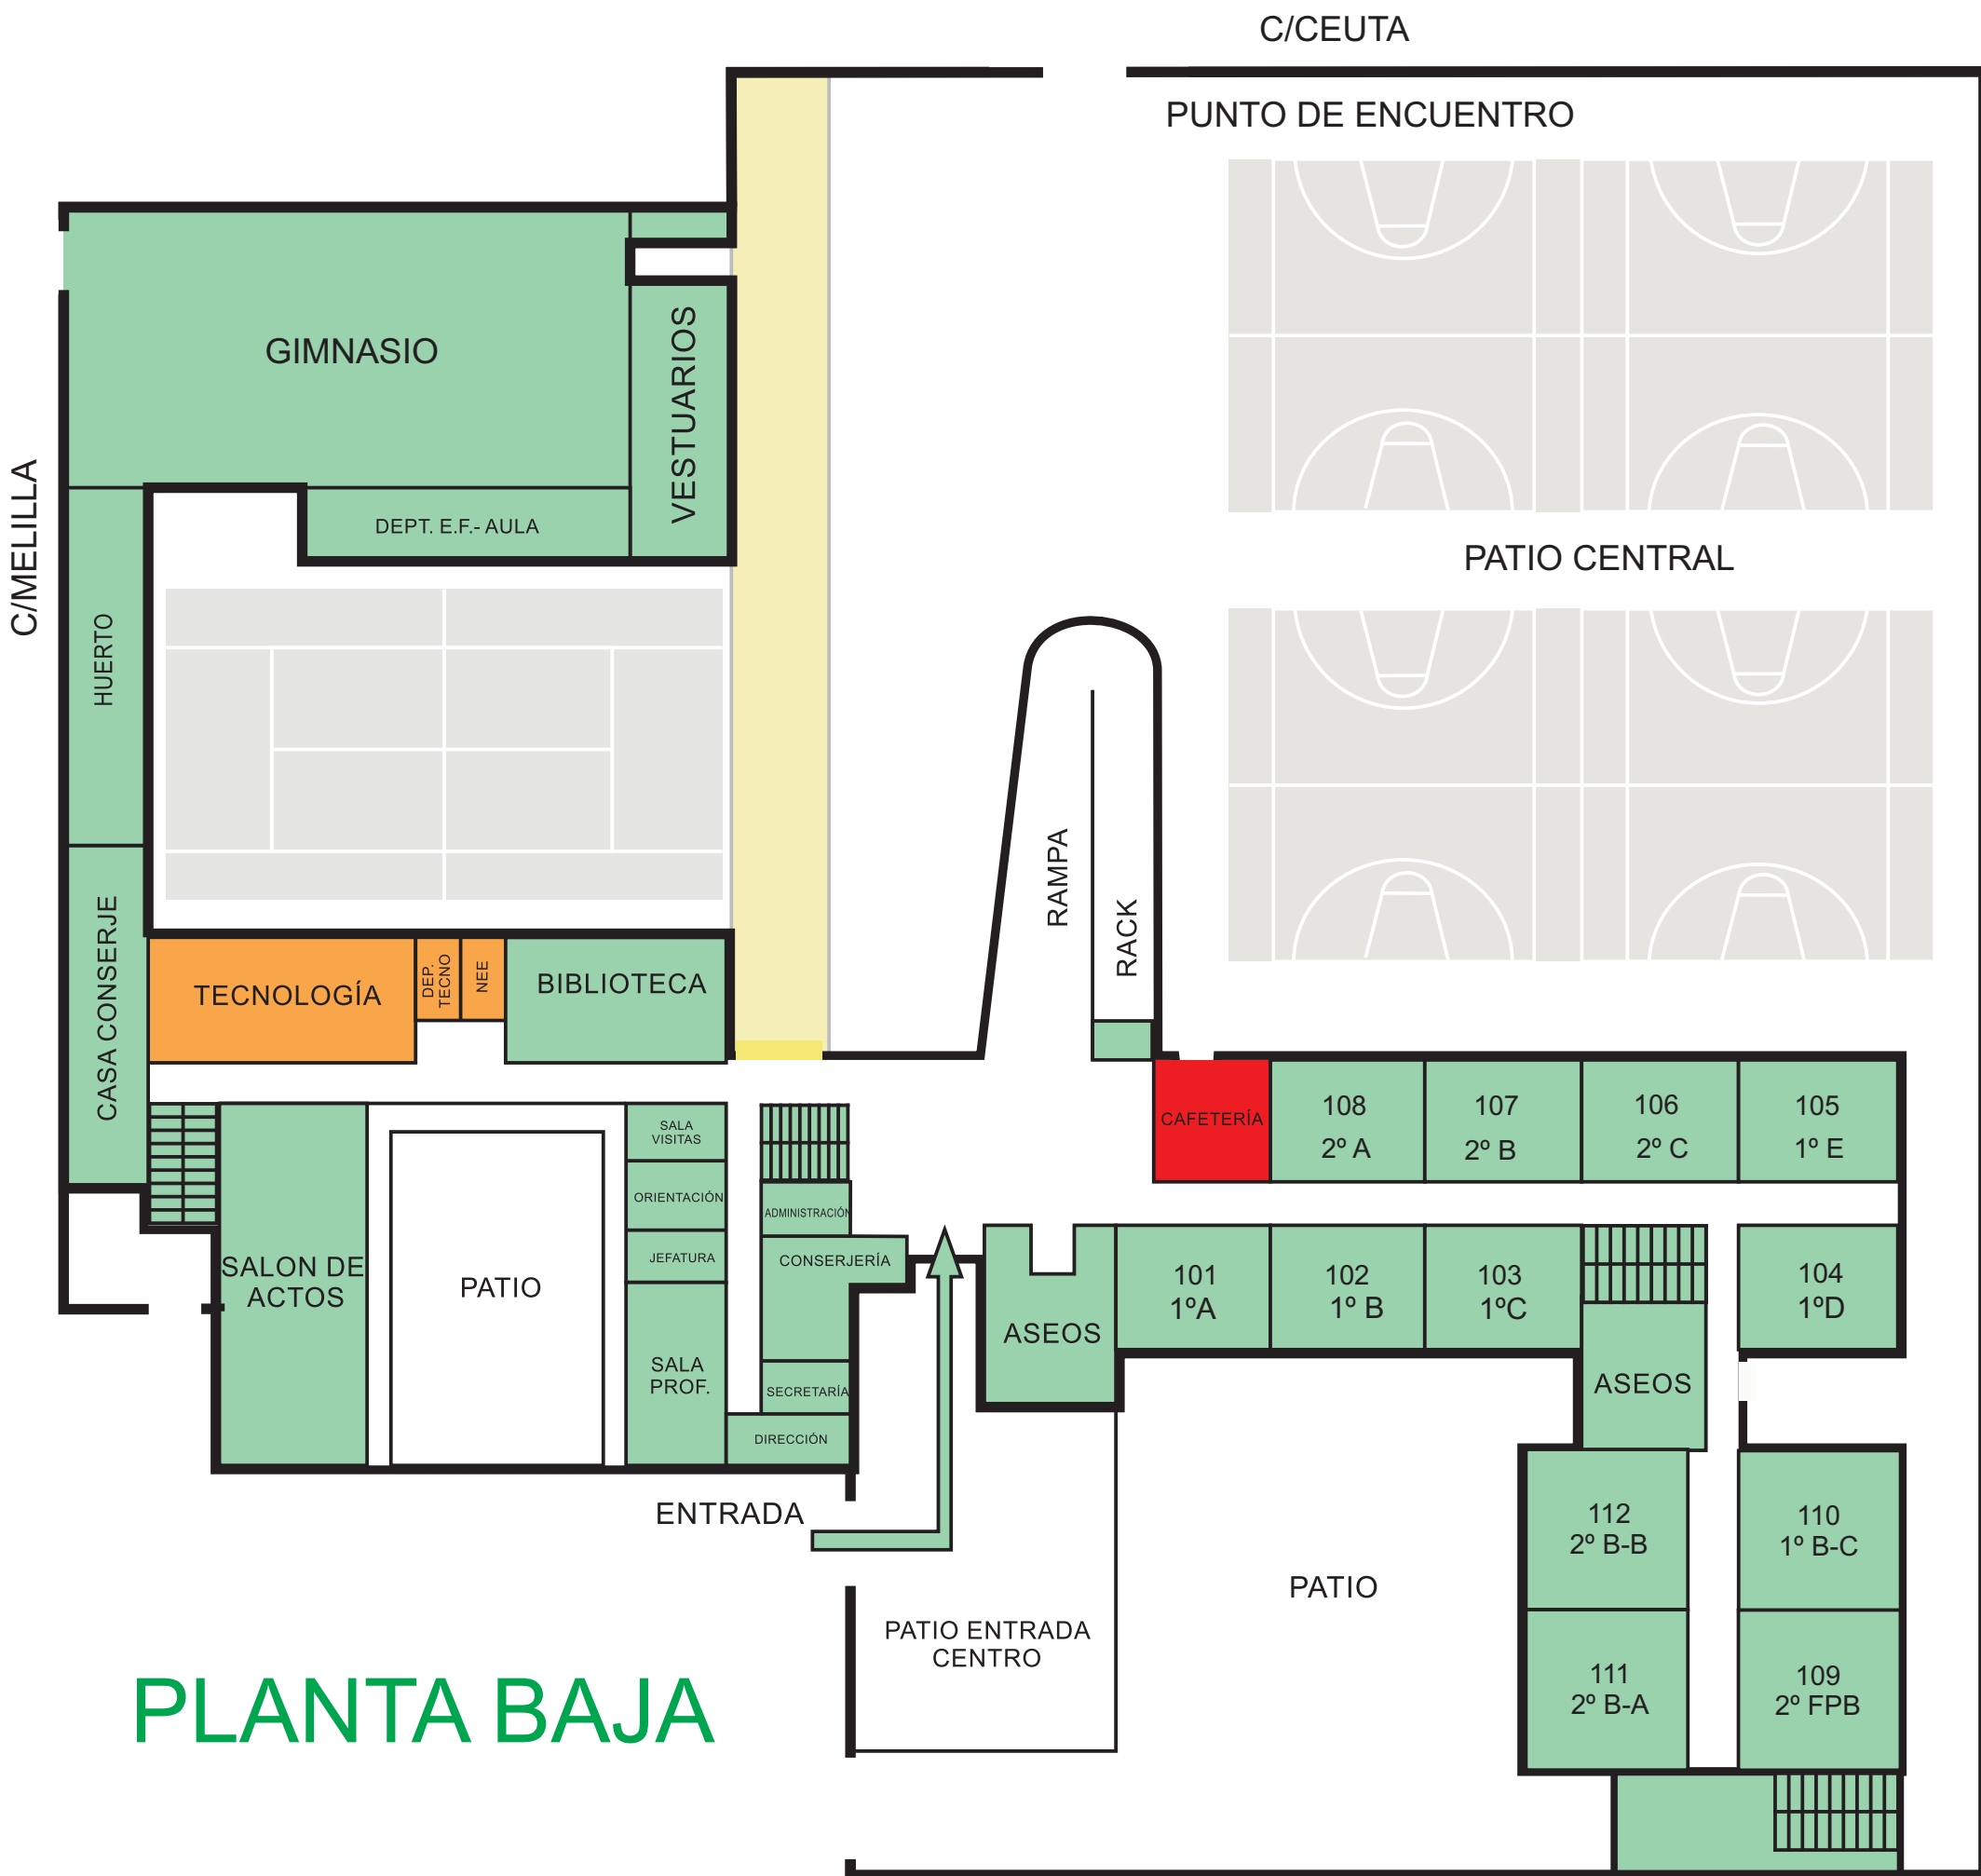 C/CEUTA
PUNTO DE ENCUENTRO
GIMNASIO
VESTUARIOS
DEPT. E.F.- AULA
C/MELILLA
PATIO CENTRAL
HUERTO
RAMPA
RACK
CASA CONSERJE
TECNOLOGÍA
DEP.
TECNO
NEE
BIBLIOTECA
CAFETERÍA
108
2º A
107
2º B
106
2º C
105
1º E
SALA
VISITAS
ORIENTACIÓN
ADMINISTRACIÓN
JEFATURA
CONSERJERÍA
SALON DE
ACTOS
PATIO
ASEOS
101
1ºA
102
1º B
103
1ºC
104
1ºD
SALA
PROF.
SECRETARÍA
ASEOS
DIRECCIÓN
ENTRADA
112
2º B-B
110
1º B-C
PATIO
PATIO ENTRADA
CENTRO
111
2º B-A
109
2º FPB
PLANTA BAJA